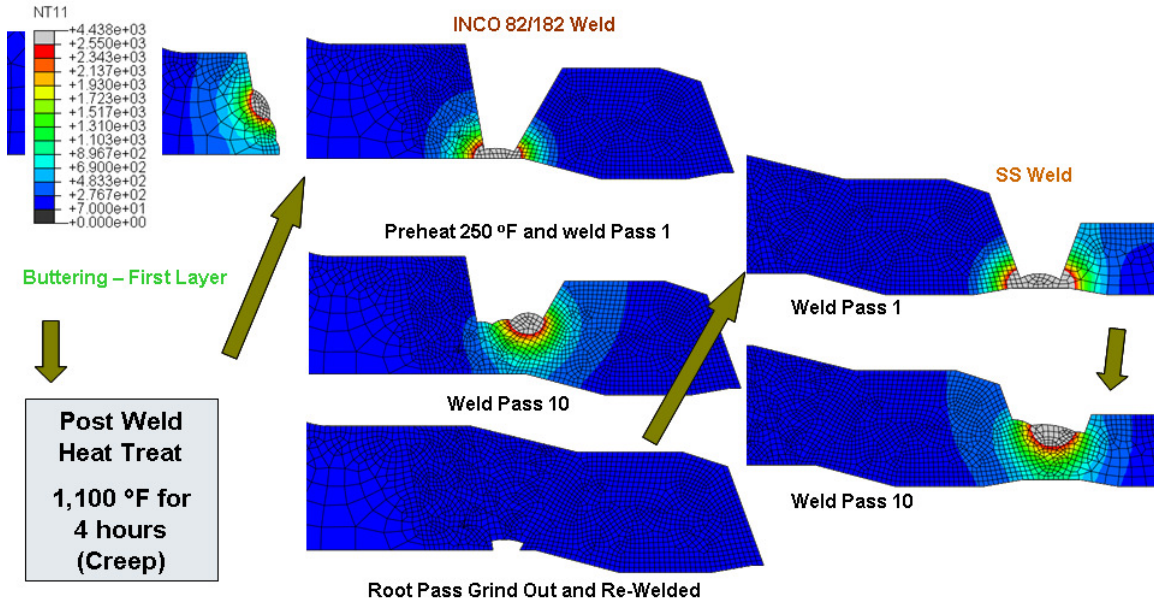 NT11
+4.438e+03
+2.550e+03
+2.343e+03
+2.137e+03
+1.930e+03
+1.723e+03
+1.517e+03
+1.310e+03
+1.103e+03
+8.967e+02
+6.900e+02
+4.833e+02
+2.767e+02
+7.000e+01
+0.000e+00
Buttering – First Layer
Post Weld
Heat Treat
1,100 ºF for
4 hours
(Creep)
INCO 82/182 Weld
Preheat 250 ºF and weld Pass 1
Weld Pass 10
Root Pass Grind Out and Re-Welded
SS Weld
Weld Pass 1
Weld Pass 10